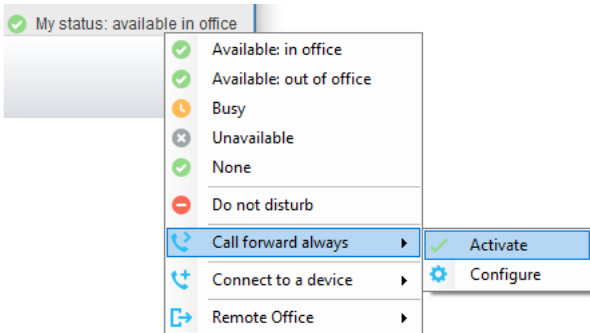 My status: available in office
Available: in office
Available: out of office
Busy
Unavailable
None
Do not disturb
Call forward always
Activate
Connect to a device
Configure
Remote Office